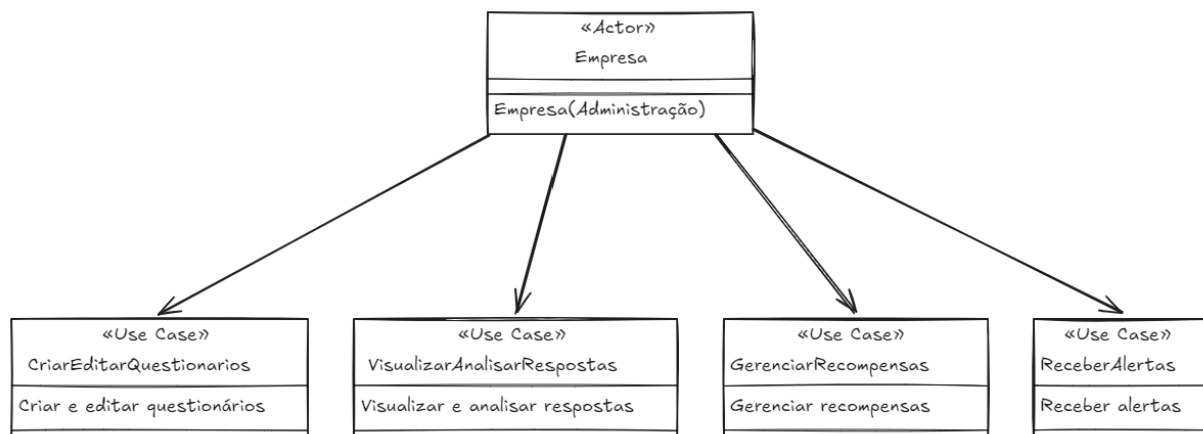 «Actor»
Empresa
Empresa(Administração)
«Use Case»
CriarEditarQuestionarios
Criar e editar questionários
«Use Case»
VisualizarAnalisarRespostas
Visualizar e analisar respostas
«Use Case»
GerenciarRecompensas
Gerenciar recompensas
«Use Case»
ReceberAlertas
Receber alertas